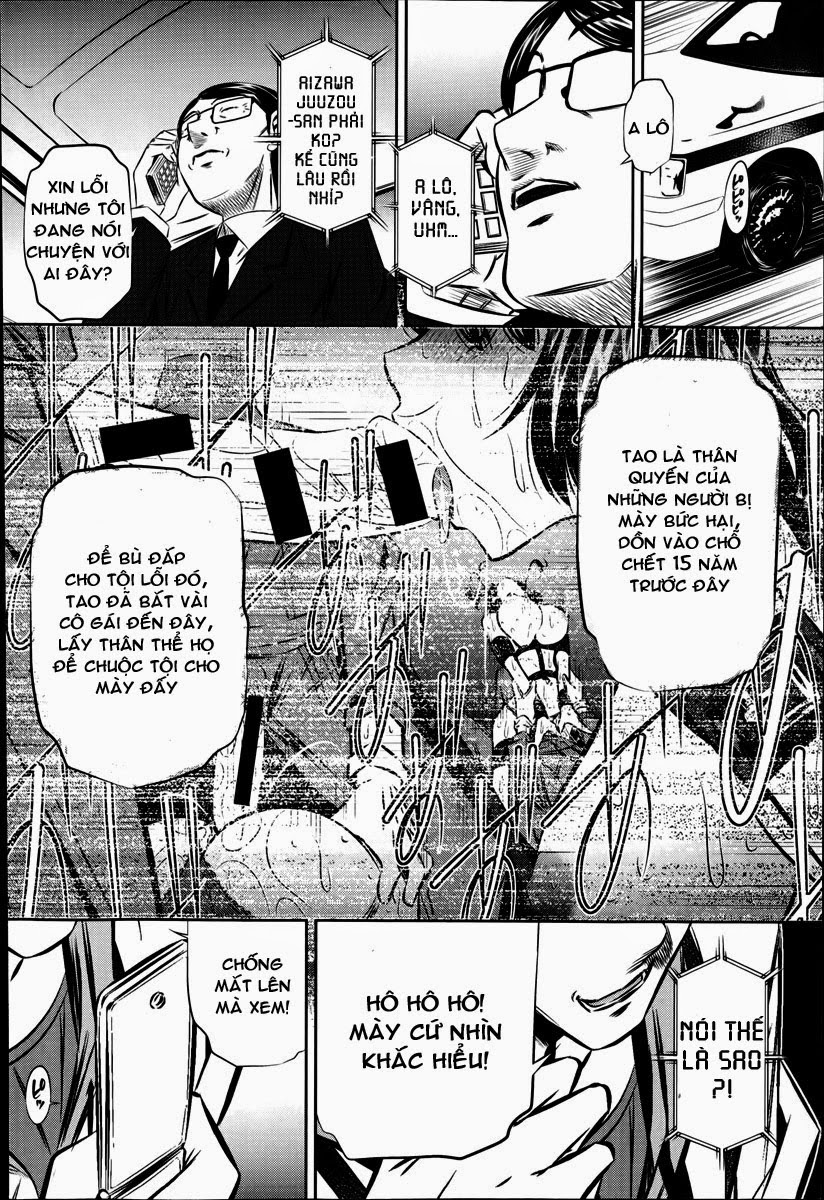 A LÔ
A LÔ,
VÂNG,
UHM...
AIZAWA
JUUZOU
-SAN PHẢI
KO?
KỂ CŨNG
LÂU RỒI
NHỈ?
XIN LỖI
NHƯNG TÔI
ĐANG NÓI
CHUYỆN VỚI
AI ĐÂY?
TAO LÀ THÂN
QUYẾN CỦA
NHỮNG NGƯỜI BỊ
MÀY BỨC HẠI,
DỒN VÀO CHỖ
CHẾT 15 NĂM
TRƯỚC ĐÂY
ĐỂ BÙ ĐẮP
CHO TỘI LỖI ĐÓ,
TAO ĐÃ BẮT VÀI
CÔ GÁI ĐẾN ĐÂY,
LẤY THÂN THỂ HỌ
ĐỂ CHUỘC TỘI CHO
MÀY ĐẤY
NÓI THẾ
LÀ SAO
?!
HÔ HÔ HÔ!
MÀY CỨ NHÌN
KHẮC HIỂU!
CHỐNG
MẮT LÊN
MÀ XEM!